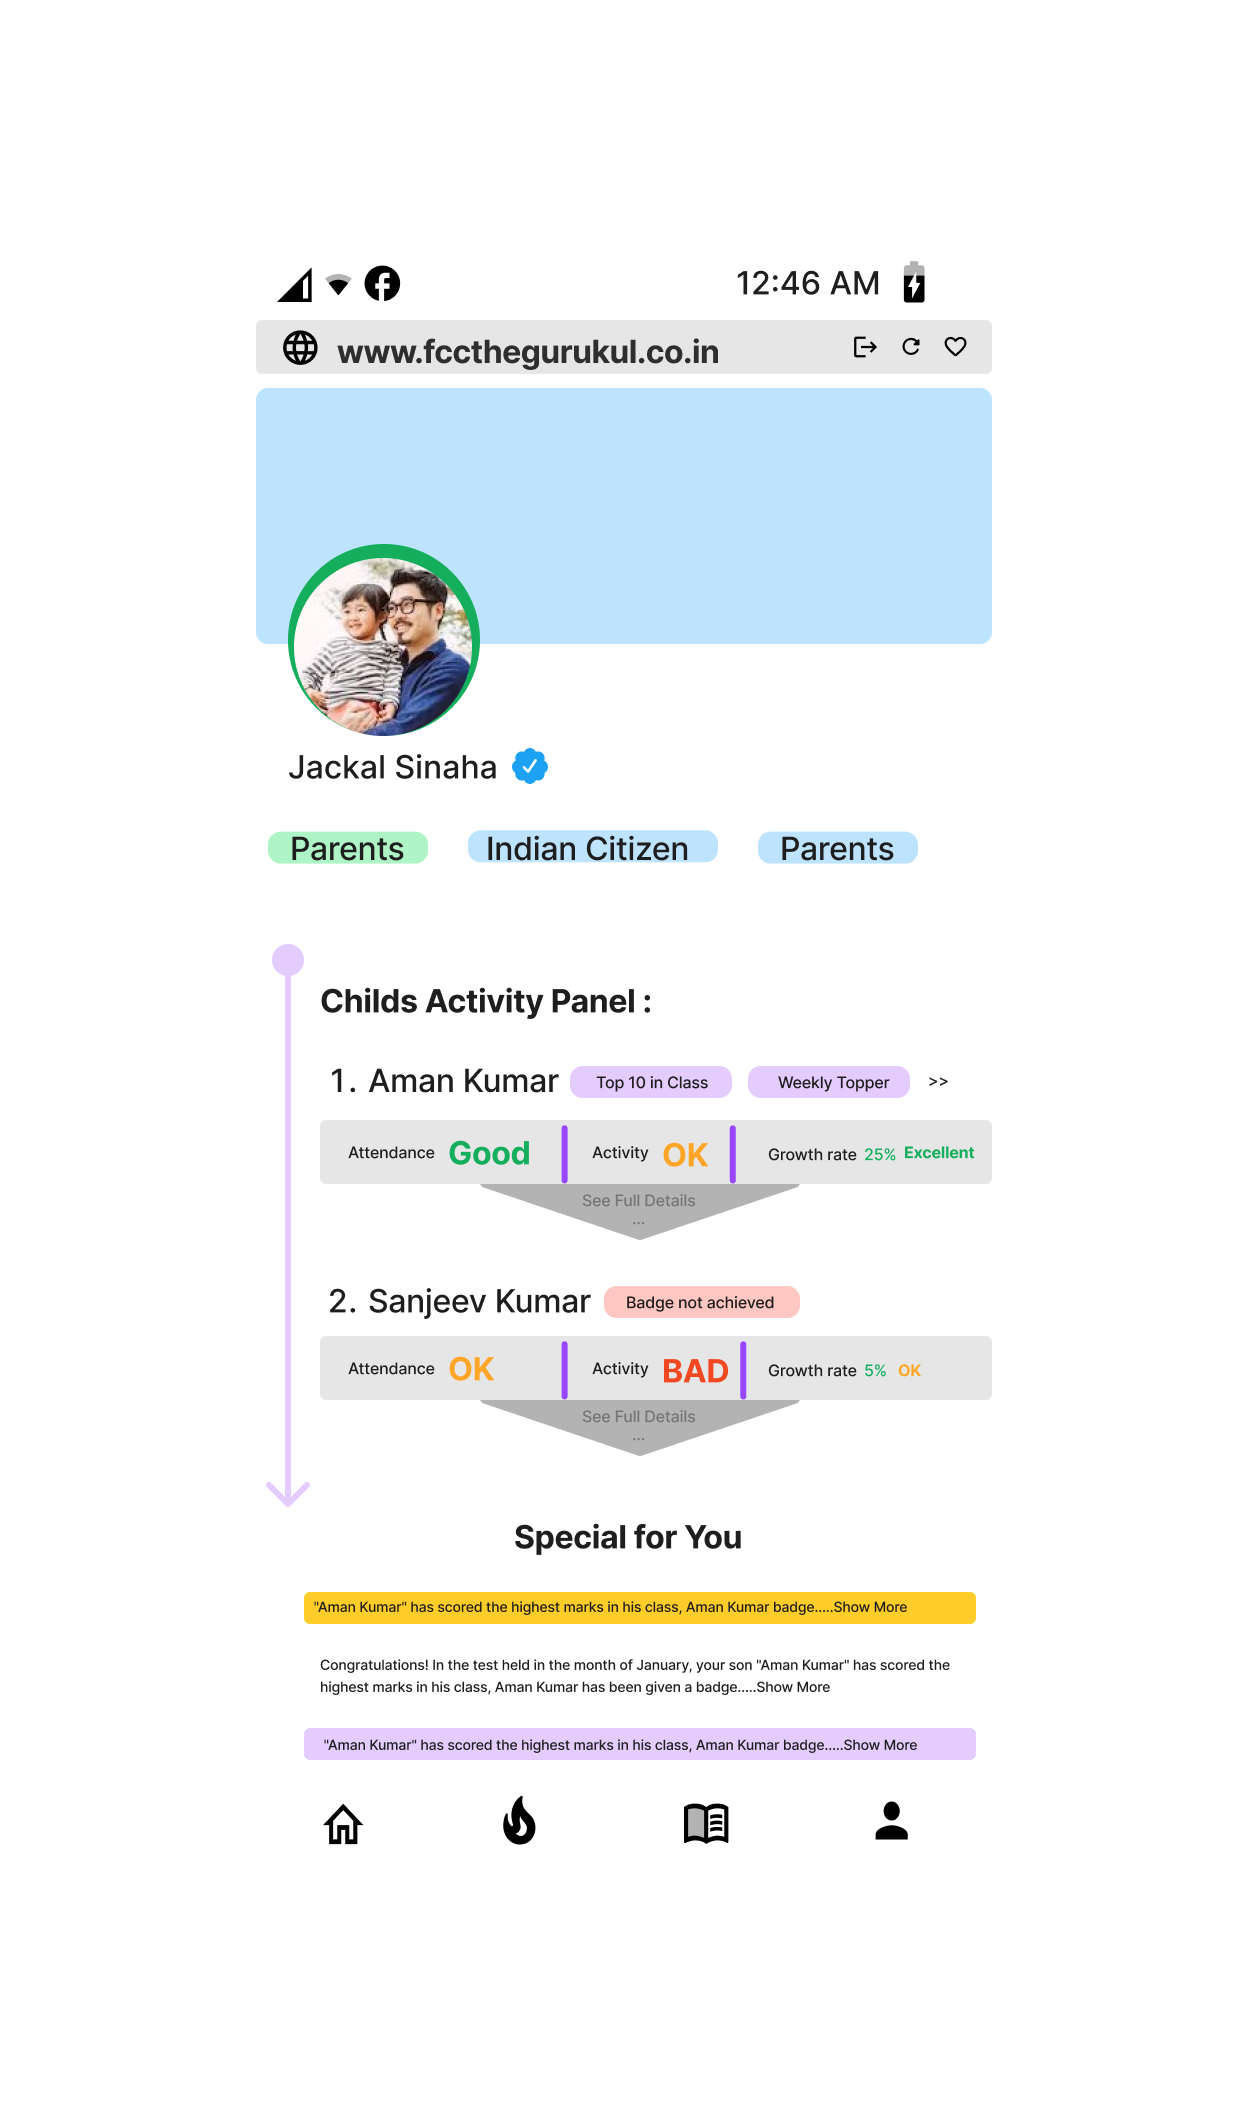 12:46 AM
www.fccthegurukul.co.in
Jackal Sinaha
Parents
Indian Citizen
Parents
Childs Activity Panel :
1. Aman Kumar
Top 10 in Class
Weekly Topper
>>
Attendance Good
Activity OK
Growth rate 25% Excellent
See Full Details
...
2. Sanjeev Kumar
Badge not achieved
Attendance OK
Activity BAD
Growth rate 5% OK
See Full Details
...
Special for You
"Aman Kumar" has scored the highest marks in his class, Aman Kumar badge.....Show More
Congratulations! In the test held in the month of January, your son "Aman Kumar" has scored the
highest marks in his class, Aman Kumar has been given a badge.....Show More
"Aman Kumar" has scored the highest marks in his class, Aman Kumar badge.....Show More